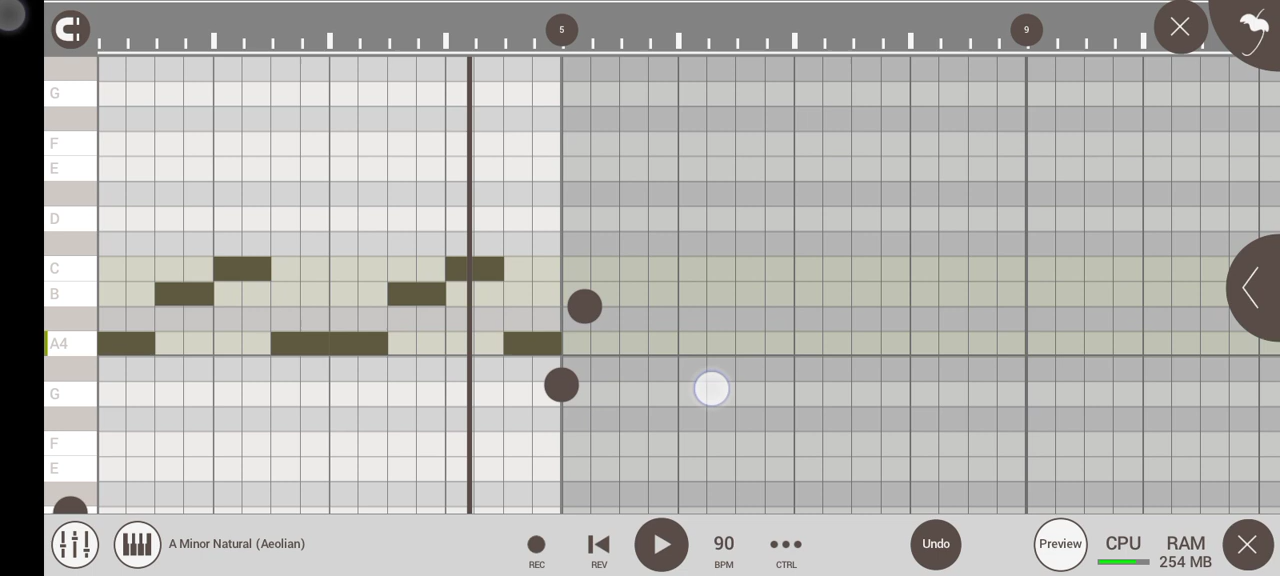 5
9
G
F
E
D
C
B
A4
G
F
E
A Minor Natural (Aeolian)
REC
REV
90
BPM
CTRL
Undo
Preview
CPU
RAM
254 MB